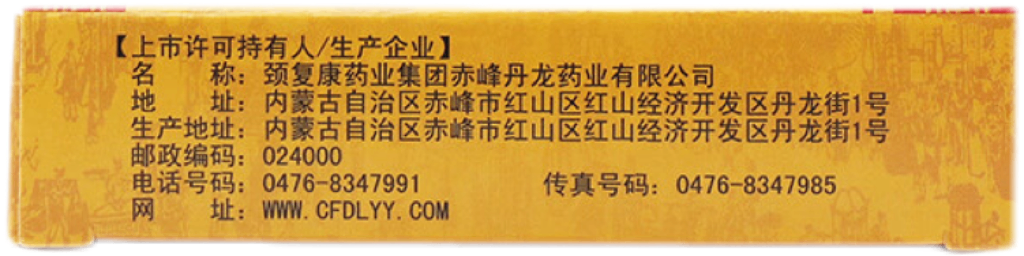 【上市许可持有人/生产企业】
名 称：颈复康药业集团赤峰丹龙药业有限公司
地 址：内蒙古自治区赤峰市红山区红山经济开发区丹龙街1号
生产地址：内蒙古自治区赤峰市红山区红山经济开发区丹龙街1号
邮政编码：024000
电话号码：0476-8347991 传真号码：0476-8347985
网 址：WWW.CFDLYY.COM